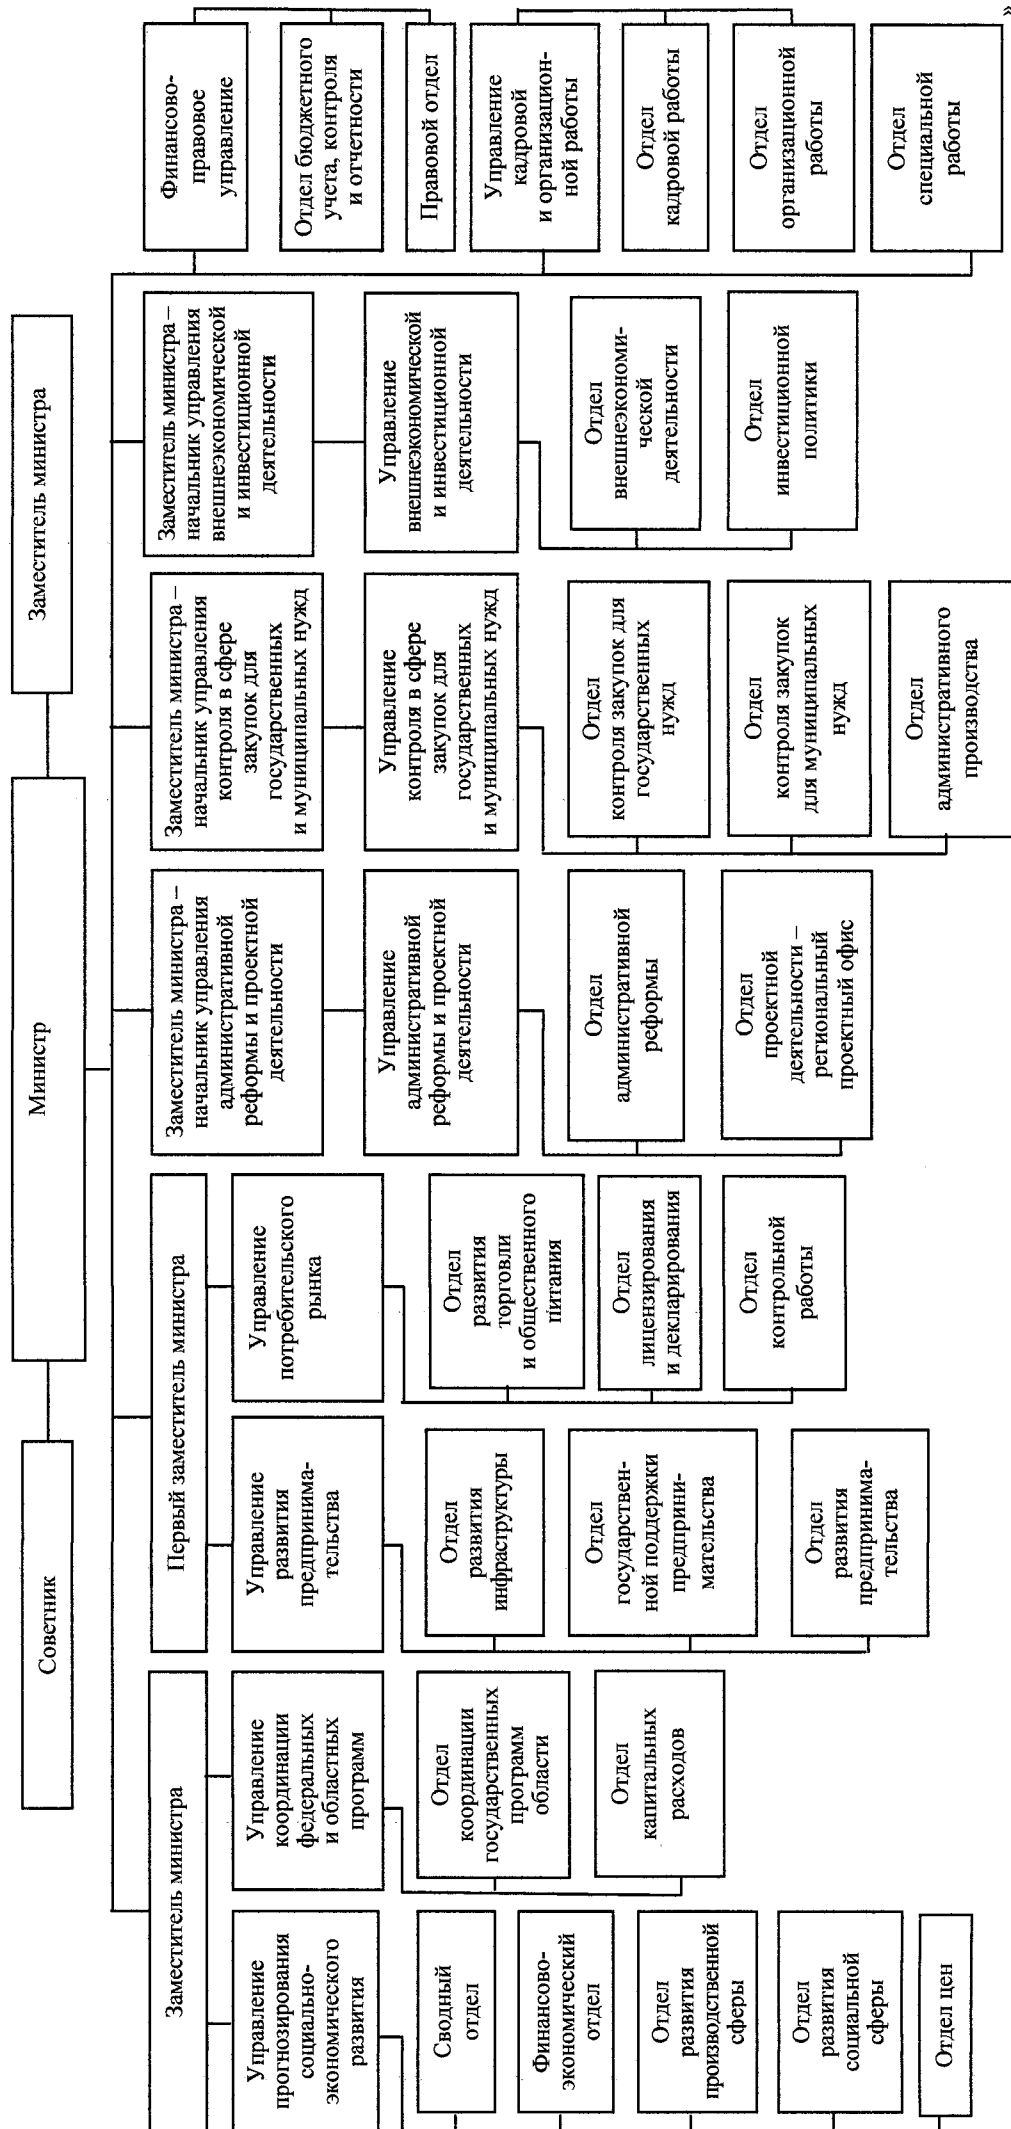 Советник
Министр
Заместитель министра
Заместитель министра
Управление
прогнозирования
социально-
экономического
развития
Сводный
отдел
Финансово-
экономический
отдел
Отдел
развития
производственной
сферы
Отдел
развития
социальной
сферы
Отдел цен
Управление
координации
федеральных
и областных
программ
Отдел
координации
государственных
программ
области
Отдел
капитальных
расходов
Первый заместитель министра
Управление
развития
предпринима-
тельства
Отдел
развития
инфраструктуры
Отдел
государствен-
ной поддержки
предприни-
мательства
Отдел
развития
предпринима-
тельства
Управление
потребительского
рынка
Отдел
развития
торговли
и общественного
питания
Отдел
лицензирования
и декларирования
Отдел
контрольной
работы
Заместитель министра –
начальник управления
административной
реформы и проектной
деятельности
Управление
административной
реформы и проектной
деятельности
Отдел
административной
реформы
Отдел
проектной
деятельности –
региональный
проектный офис
Заместитель министра –
начальник управления
контроля в сфере
закупок для
государственных
и муниципальных нужд
Управление
контроля в сфере
закупок для
государственных
и муниципальных нужд
Отдел
контроля закупок для
государственных
нужд
Отдел
контроля закупок
для муниципальных
нужд
Отдел
административного
производства
Заместитель министра –
начальник управления
внешнеэкономической
и инвестиционной
деятельности
Управление
внешнеэкономической
и инвестиционной
деятельности
Отдел
внешнеэкономи-
ческой
деятельности
Отдел
инвестиционной
политики
Финансово-
правовое
управление
Отдел бюджетного
учета, контроля
и отчетности
Правовой отдел
Управление
кадровой
и организацион-
ной работы
Отдел
кадровой работы
Отдел
организационной
работы
Отдел
специальной
работы
»